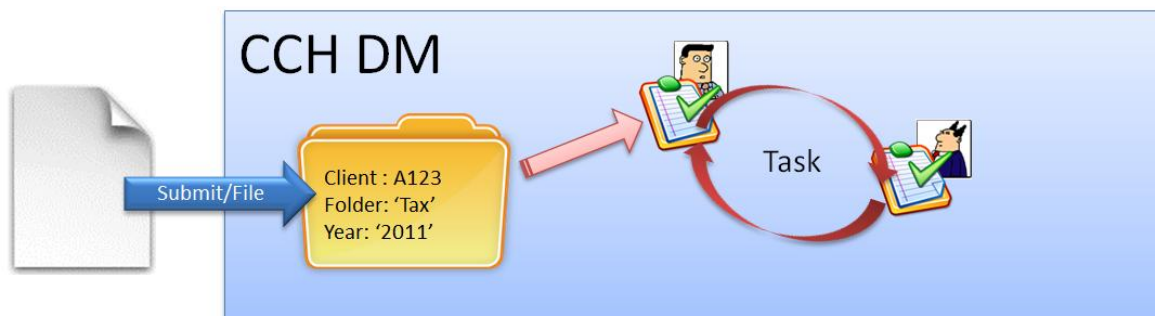 CCH DM
Submit/File
Client : A123
Folder: ‘Tax’
Year: ‘2011’
Task